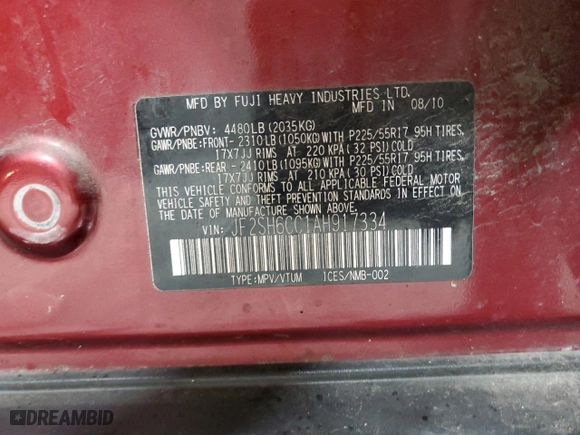 MFD BY FUJI HEAVY INDUSTRIES LTD.
MFD IN 08/10
GVWR/PNBV: 4480LB(2035KG)
GAWR/PNBE:FRONT- 2310LB(1050KG)WITH P225/55R17 95H TIRES,
17X7JJ RIMS AT 220 KPA(32 PSI)COLD
GAWR/PNBE:REAR -2410LB(1095KG)WITH P225/55R17 95H TIRES,
17X7JJ RIMS AT 210 KPA(30 PSI)COLD
THIS VEHICLE CONFORMS TO ALL APPLICABLE FEDERAL MOTOR
VEHICLE SAFETY, BUMPER, AND THEFT PREVENTION
STANDARDS IN EFFECT ON THE DATE OF MANUFACTURE
SHOWN ABOVE.
VIN: JF2SH6CC1AH917334
TYPE:MPV/VTUM ICES/NMB-002
DREAMBID